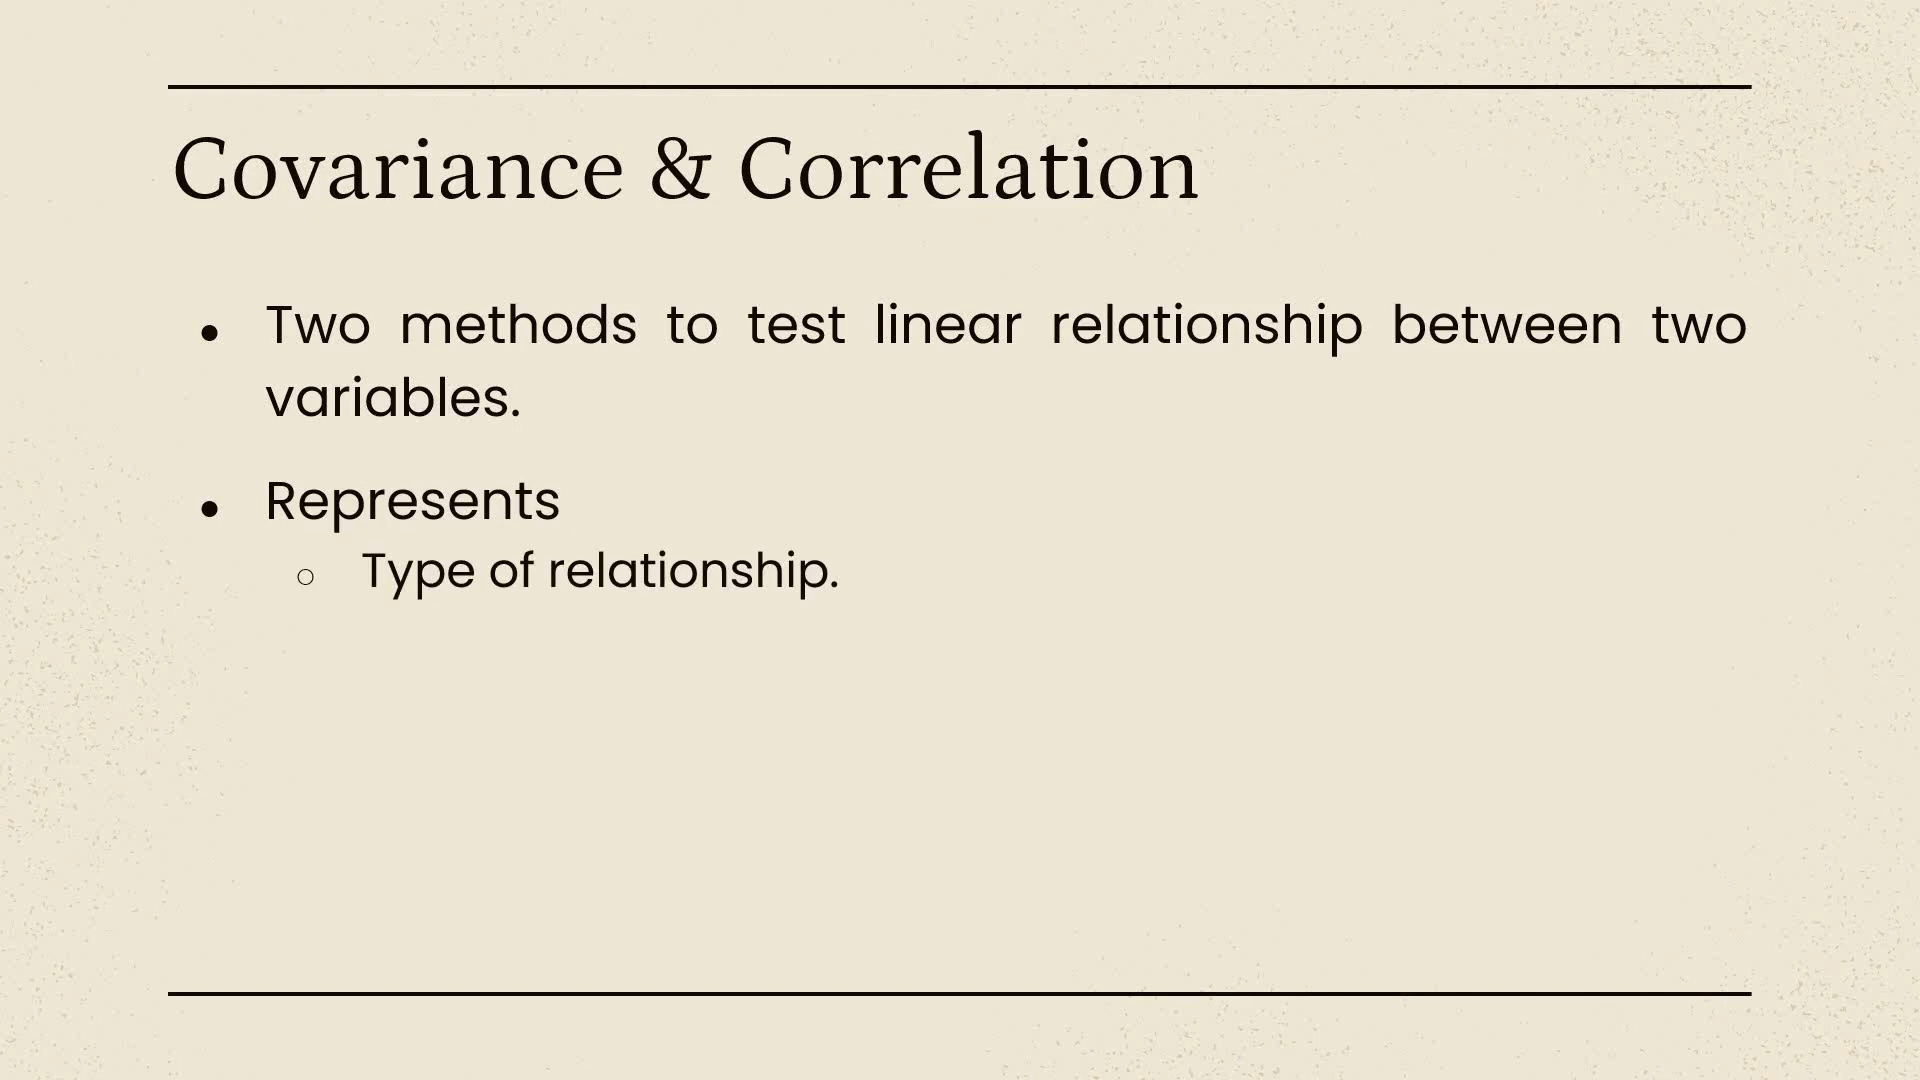 Covariance & Correlation
● Two methods to test linear relationship between two
variables.
● Represents
○ Type of relationship.